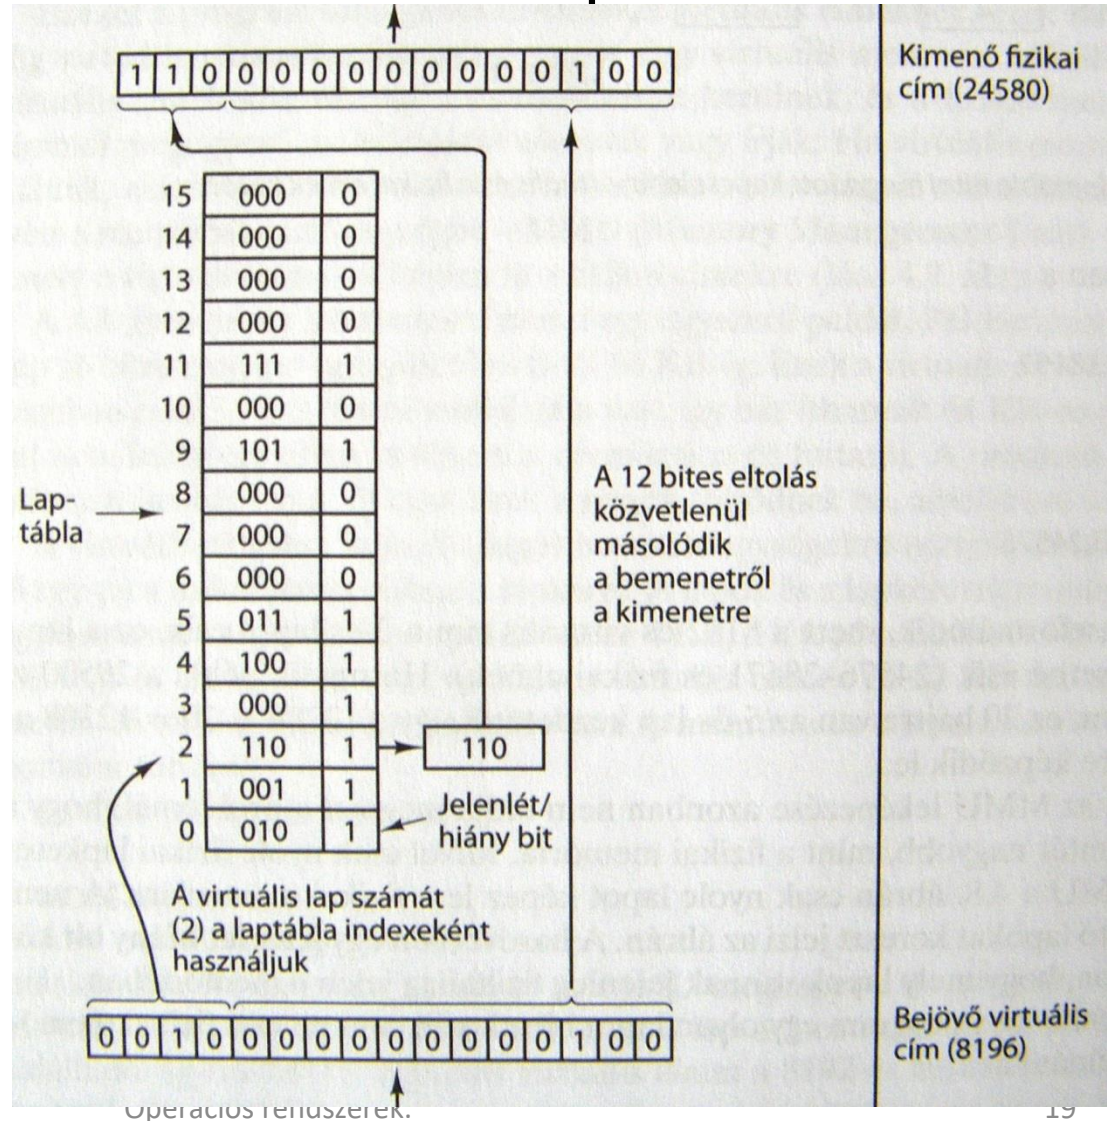 1 1 0 0 0 0 0 0 0 0 0 0 1 0 0
Kimenő fizikai
cím (24580)
15 000 0
14 000 0
13 000 0
12 000 0
11 111 1
10 000 0
9 101 1
8 000 0
7 000 0
6 000 0
5 011 1
4 100 1
3 000 1
2 110 1 110
1 001 1
0 010 1
Lap-
tábla
A 12 bites eltolás
közvetlenül
másolódik
a bemenetről
a kimenetre
Jelenlét/
hiány bit
A virtuális lap számát
(2) a laptábla indexeként
használjuk
0 0 1 0 0 0 0 0 0 0 0 0 0 1 0 0
Bejövő virtuális
cím (8196)
Operációs rendszerek.
19